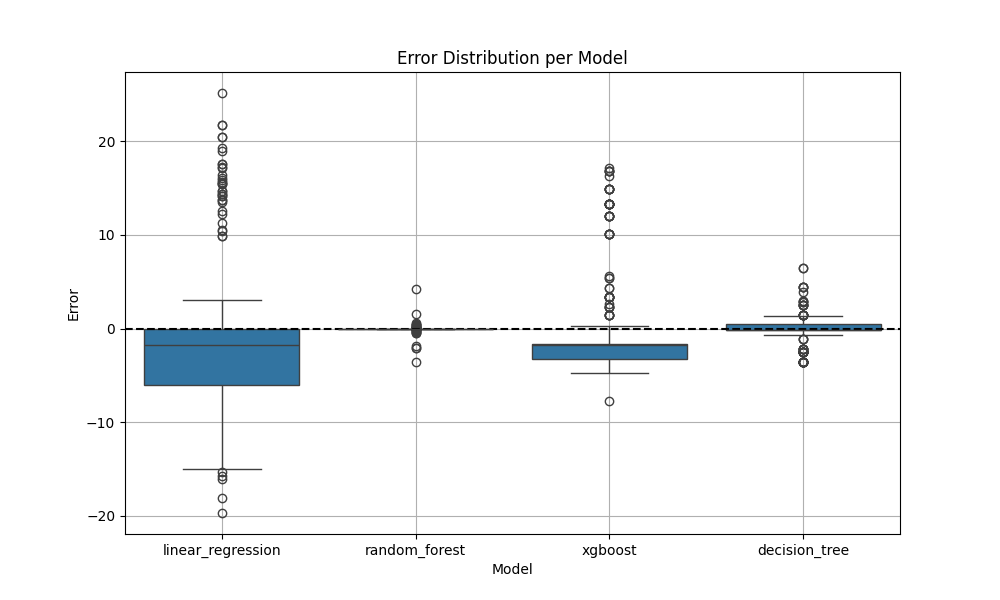 Error Distribution per Model
Error
20
10
0
−10
−20
linear_regression random_forest xgboost decision_tree
Model